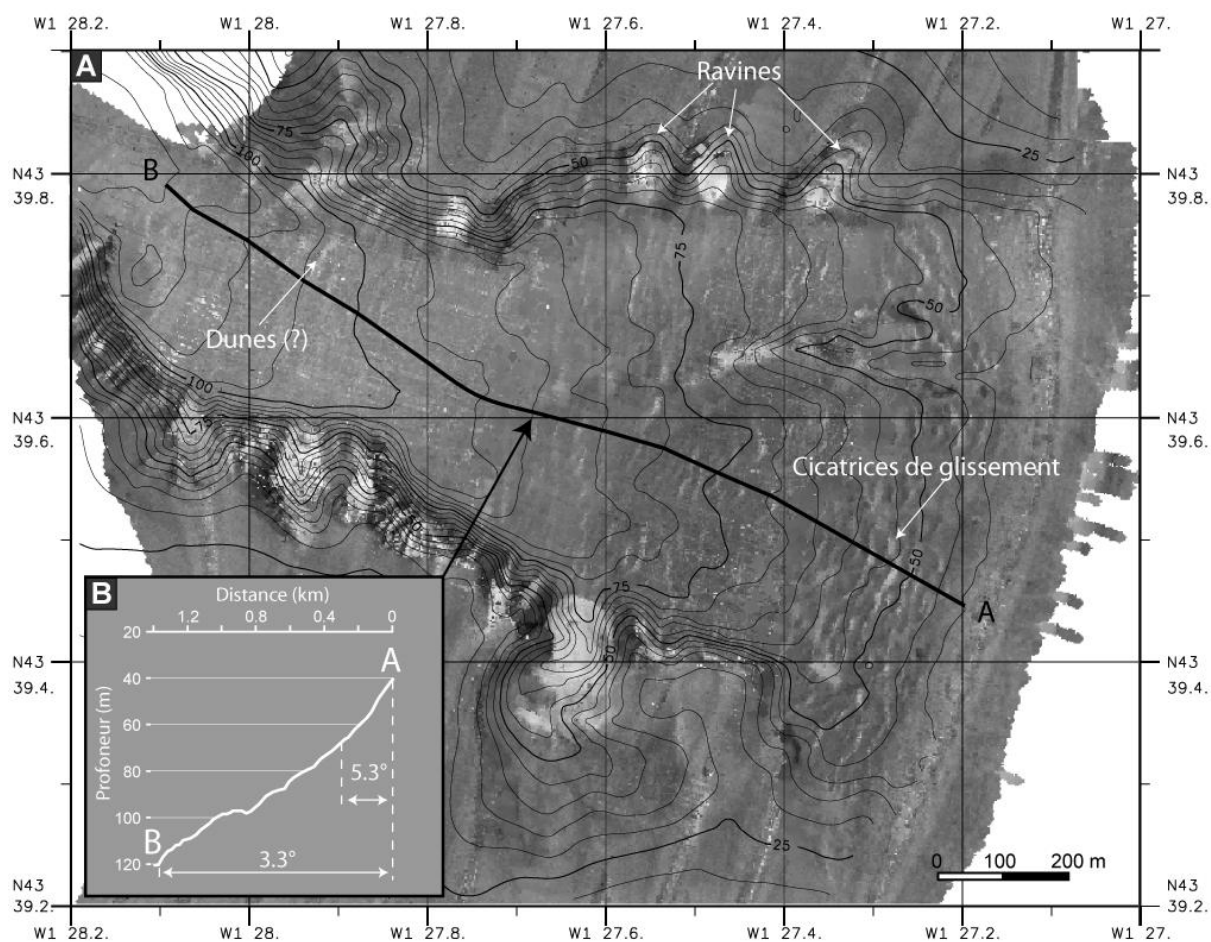 W1 28.2. W1 28. W1 27.8. W1 27.6. W1 27.4. W1 27.2. W1 27.
A
Ravines
75
100
50
25
B
N43
39.8.
N43
39.8.
75
50
Dunes (?)
100
75
N43
39.6.
N43
39.6.
Cicatrices de glissement
50
75
A
50
B
Distance (km)
1.2 0.8 0.4 0
20
A
40
60
80
100
120
Profoneur (m)
5.3°
B
3.3°
N43
39.4.
N43
39.4.
25
0 100 200 m
N43
39.2.
N43
39.2.
W1 28.2. W1 28. W1 27.8. W1 27.6. W1 27.4. W1 27.2. W1 27.